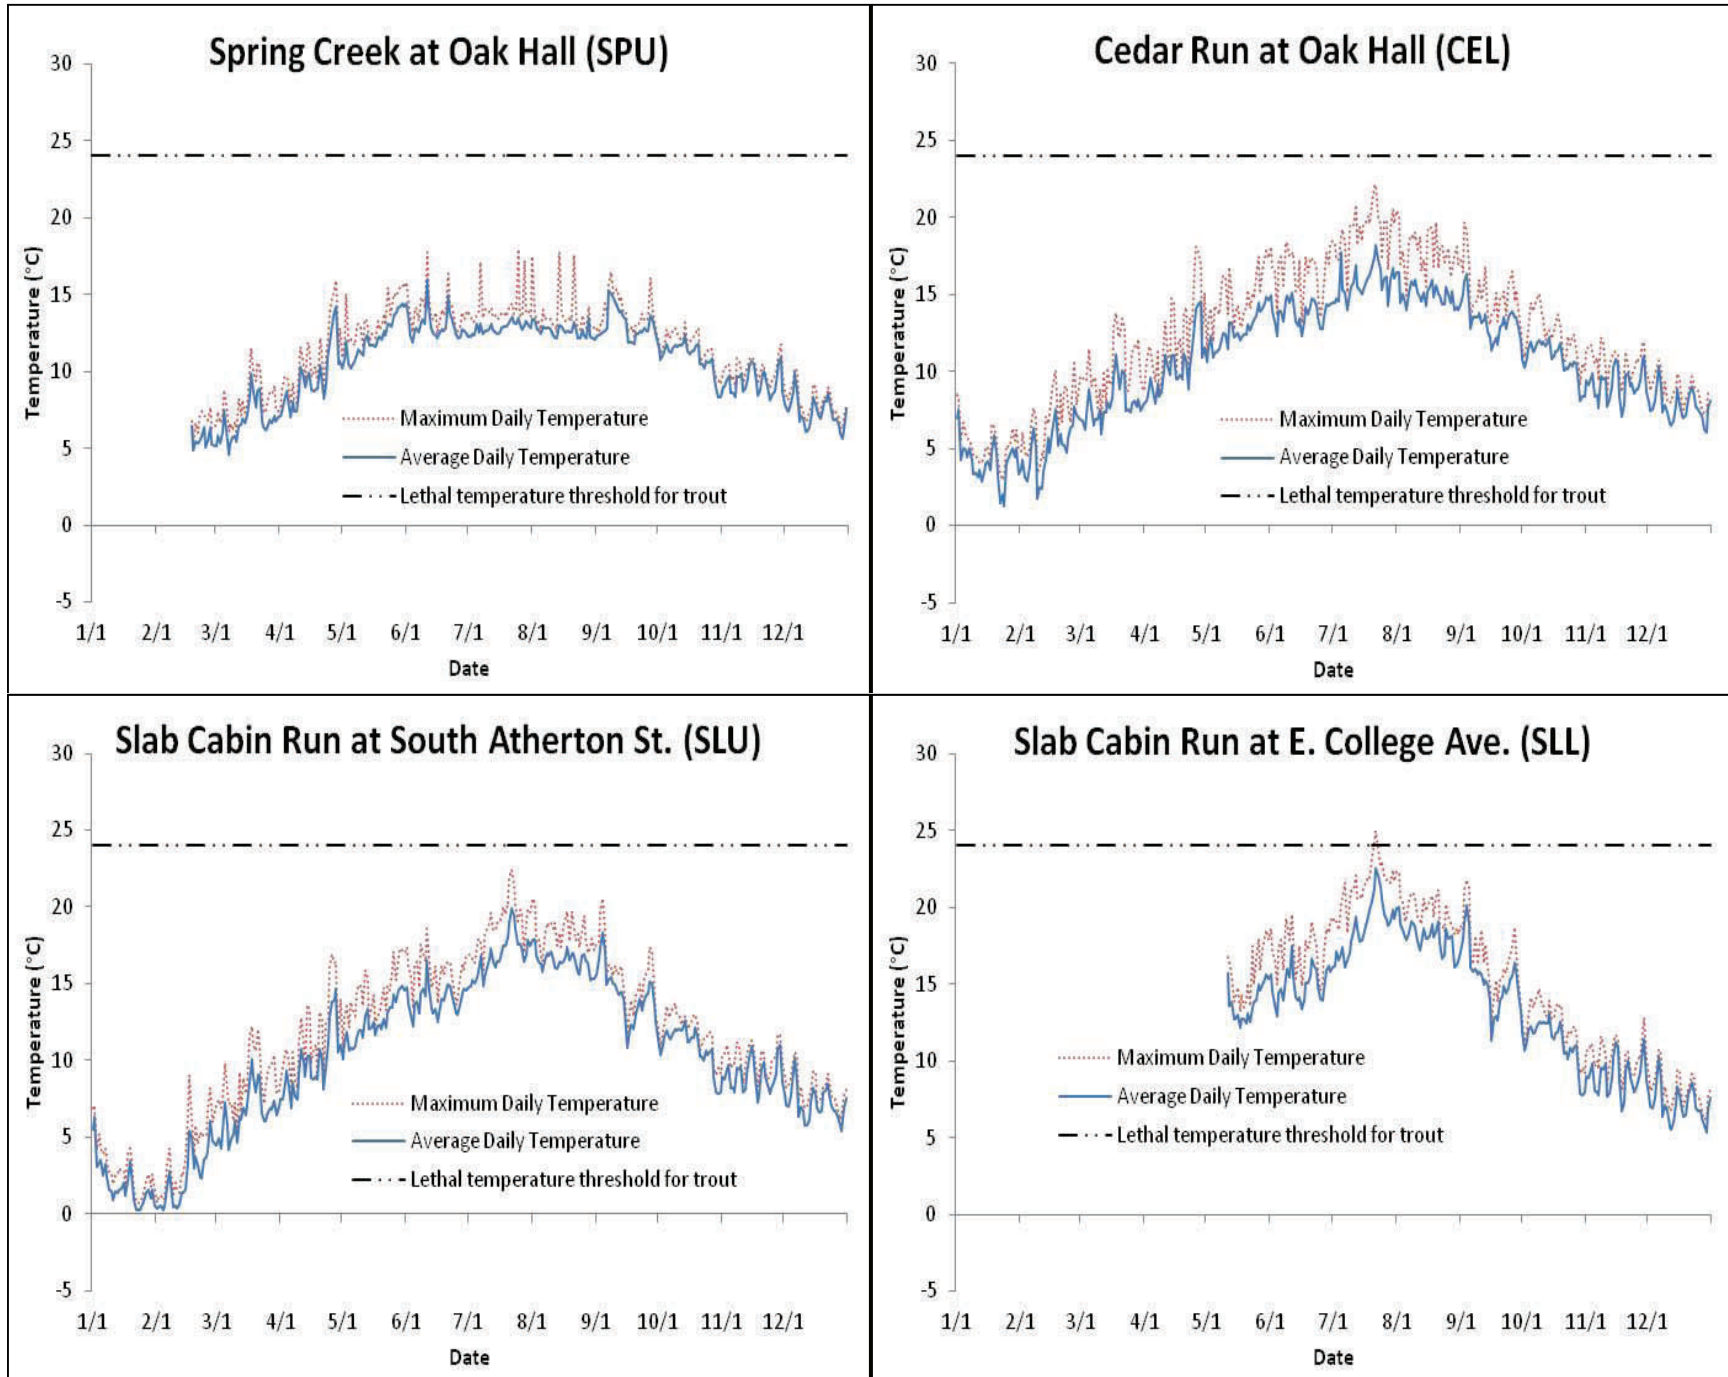 Spring Creek at Oak Hall (SPU)
30
25
20
15
10
5
0
-5
Temperature (°C)
Maximum Daily Temperature
Average Daily Temperature
Lethal temperature threshold for trout
1/1 2/1 3/1 4/1 5/1 6/1 7/1 8/1 9/1 10/1 11/1 12/1
Date
Cedar Run at Oak Hall (CEL)
30
25
20
15
10
5
0
-5
Temperature (°C)
Maximum Daily Temperature
Average Daily Temperature
Lethal temperature threshold for trout
1/1 2/1 3/1 4/1 5/1 6/1 7/1 8/1 9/1 10/1 11/1 12/1
Date
Slab Cabin Run at South Atherton St. (SLU)
30
25
20
15
10
5
0
-5
Temperature (°C)
Maximum Daily Temperature
Average Daily Temperature
Lethal temperature threshold for trout
1/1 2/1 3/1 4/1 5/1 6/1 7/1 8/1 9/1 10/1 11/1 12/1
Date
Slab Cabin Run at E. College Ave. (SLL)
30
25
20
15
10
5
0
-5
Temperature (°C)
Maximum Daily Temperature
Average Daily Temperature
Lethal temperature threshold for trout
1/1 2/1 3/1 4/1 5/1 6/1 7/1 8/1 9/1 10/1 11/1 12/1
Date